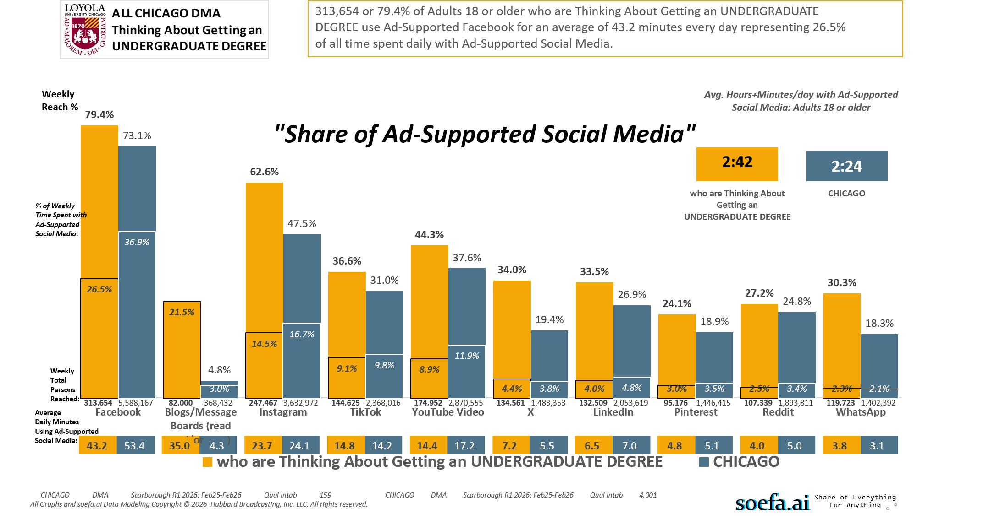 LOYOLA
UNIVERSITY CHICAGO
1870
AD • MAJOREM • DEI • GLORIAM
ALL CHICAGO DMA
Thinking About Getting an
UNDERGRADUATE DEGREE
313,654 or 79.4% of Adults 18 or older who are Thinking About Getting an UNDERGRADUATE
DEGREE use Ad-Supported Facebook for an average of 43.2 minutes every day representing 26.5%
of all time spent daily with Ad-Supported Social Media.
Weekly
Reach %
Avg. Hours+Minutes/day with Ad-Supported
Social Media: Adults 18 or older
"Share of Ad-Supported Social Media"
2:42 2:24
who are Thinking About
Getting an
UNDERGRADUATE DEGREE
CHICAGO
79.4% 73.1%
62.6% 47.5%
36.6% 31.0%
44.3% 37.6%
34.0% 19.4%
33.5% 26.9%
24.1% 18.9%
27.2% 24.8%
30.3% 18.3%
4.8%
% of Weekly
Time Spent with
Ad-Supported
Social Media:
26.5% 36.9%
21.5% 3.0%
14.5% 16.7%
9.1% 9.8%
8.9% 11.9%
4.4% 3.8%
4.0% 4.8%
3.0% 3.5%
2.5% 3.4%
2.3% 2.1%
Weekly
Total
Persons
Reached:
313,654 5,588,167 82,000 368,432 247,467 3,632,972 144,625 2,368,016 174,952 2,870,555 134,561 1,483,353 132,509 2,053,619 95,176 1,446,415 107,339 1,893,811 119,723 1,402,392
Facebook Blogs/Message Instagram TikTok YouTube Video X LinkedIn Pinterest Reddit WhatsApp
Boards (read
Average
Daily Minutes
Using Ad-Supported
Social Media:
43.2 53.4 35.0 4.3 23.7 24.1 14.8 14.2 14.4 17.2 7.2 5.5 6.5 7.0 4.8 5.1 4.0 5.0 3.8 3.1
who are Thinking About Getting an UNDERGRADUATE DEGREE CHICAGO
CHICAGO DMA Scarborough R1 2026: Feb25-Feb26 Qual Intab 159 CHICAGO DMA Scarborough R1 2026: Feb25-Feb26 Qual Intab 4,001
All Graphs and soefa.ai Data Modeling Copyright © 2026 Hubbard Broadcasting, Inc. LLC. All rights reserved.
soefa.ai
Share of Everything
for Anything © ©